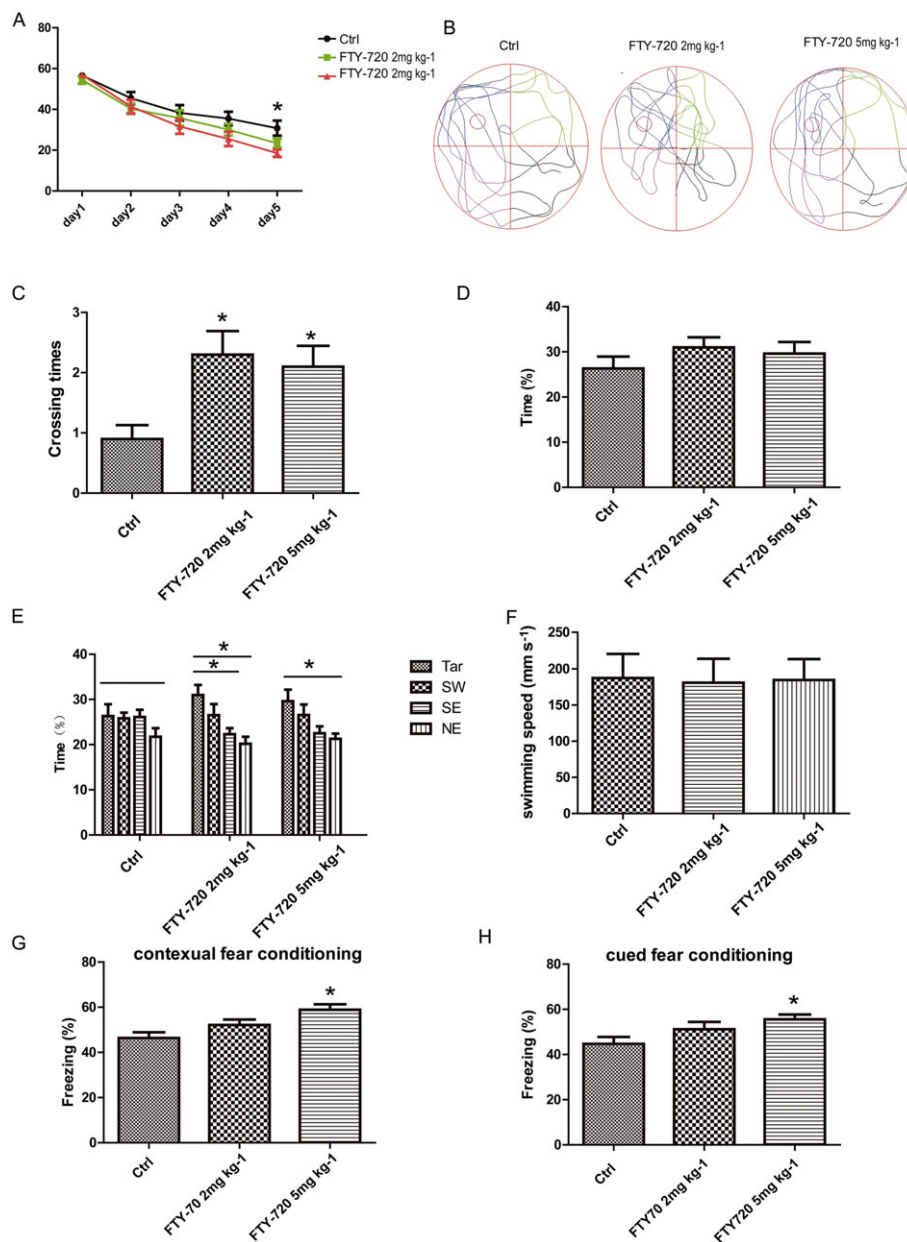 A
Ctrl
FTY-720 2mg kg-1
FTY-720 2mg kg-1
80
60
40
20
0
*
day1
day2
day3
day4
day5
B
Ctrl
FTY-720 2mg kg-1
FTY-720 5mg kg-1
C
Crossing times
3
2
1
0
*
*
Ctrl
FTY-720 2mg kg-1
FTY-720 5mg kg-1
D
Time (%)
40
30
20
10
0
Ctrl
FTY-720 2mg kg-1
FTY-720 5mg kg-1
E
Time (%)
40
30
20
10
0
*
*
*
Ctrl
FTY-720 2mg kg-1
FTY-720 5mg kg-1
Tar
SW
SE
NE
F
swimming speed (mm s-1)
250
200
150
100
50
0
Ctrl
FTY-720 2mg kg-1
FTY-720 5mg kg-1
G
contexual fear conditioning
Freezing (%)
80
60
40
20
0
*
Ctrl
FTY-70 2mg kg-1
FTY-720 5mg kg-1
H
cued fear conditioning
Freezing (%)
80
60
40
20
0
*
Ctrl
FTY70 2mg kg-1
FTY720 5mg kg-1